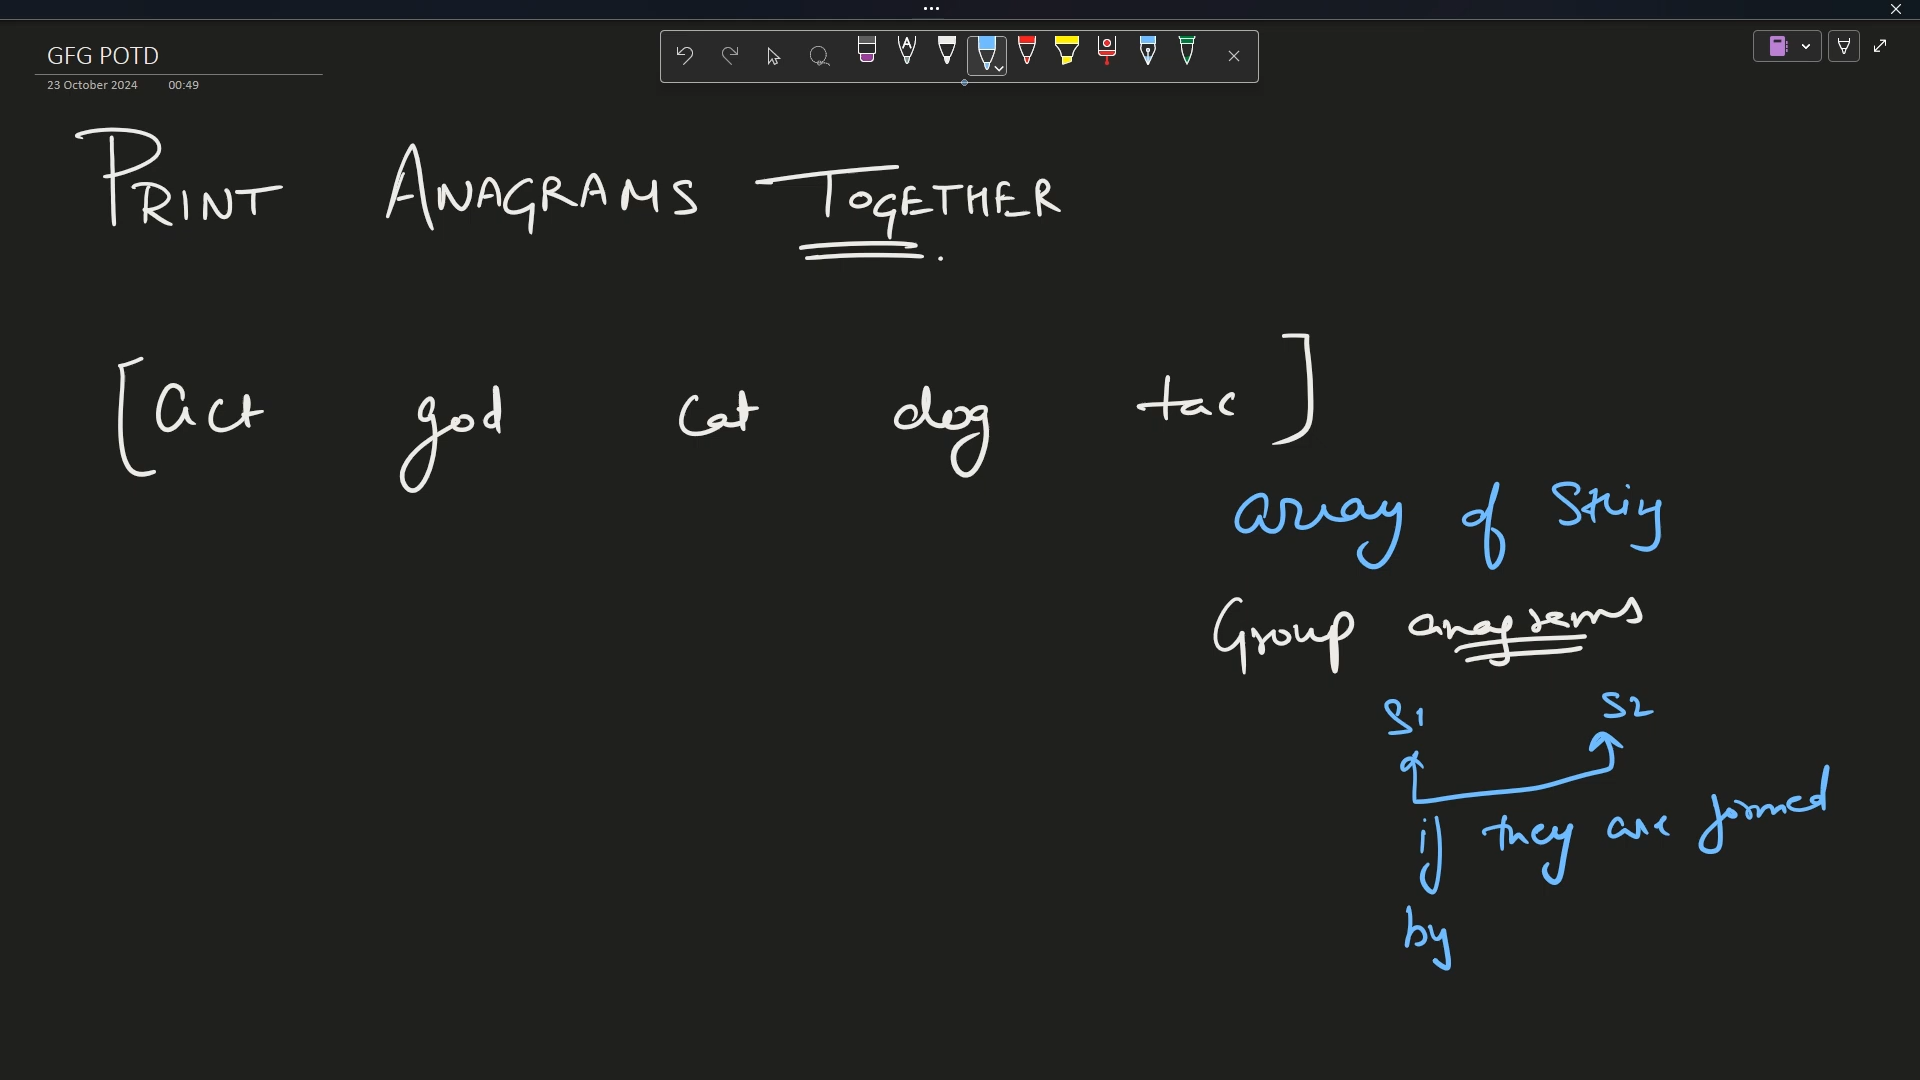 GFG POTD
23 October 2024 00:49
PRINT ANAGRAMS TOGETHER.
[act god cat dog tac]
array of String
Group anagrams
S1 S2
if they are formed
by